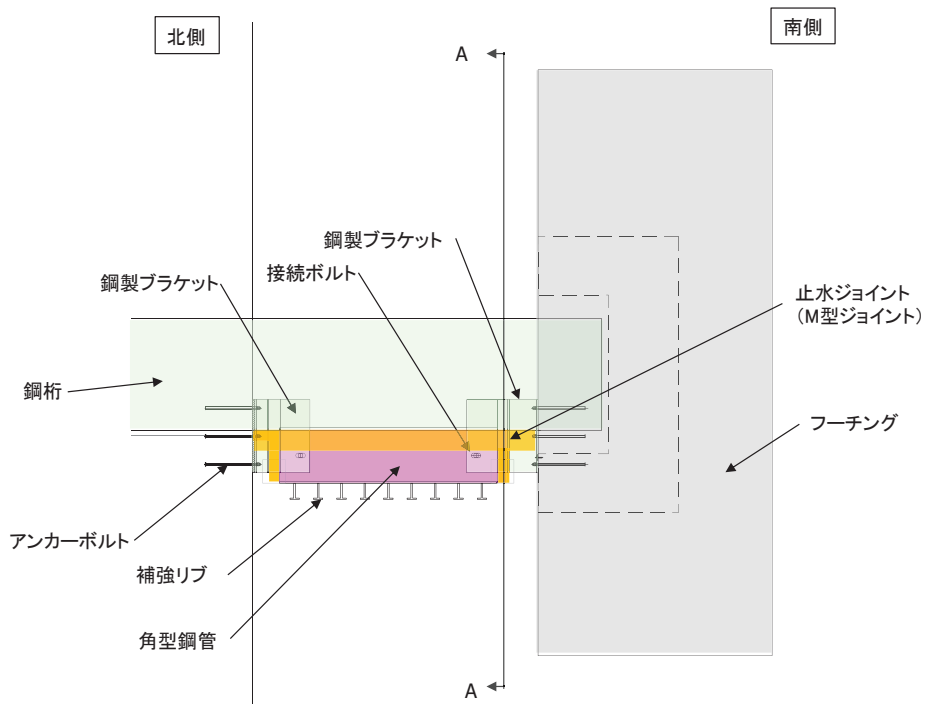 北側
南側
A
鋼製ブラケット
接続ボルト
鋼製ブラケット
止水ジョイント
（M型ジョイント）
鋼桁
フーチング
アンカーボルト
補強リブ
角型鋼管
A